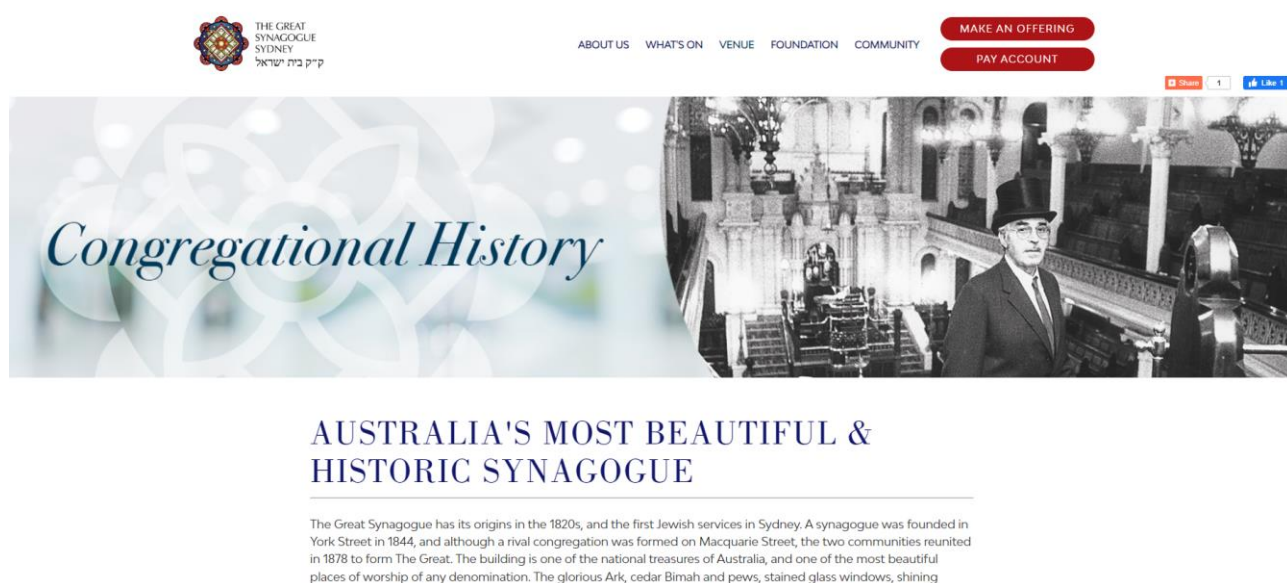 THE GREAT
SYNAGOGUE
SYDNEY
ק״ק בית ישראל
ABOUT US WHAT'S ON VENUE FOUNDATION COMMUNITY
MAKE AN OFFERING
PAY ACCOUNT
Share 1 Like 1
Congregational History
AUSTRALIA'S MOST BEAUTIFUL &
HISTORIC SYNAGOGUE
The Great Synagogue has its origins in the 1820s, and the first Jewish services in Sydney. A synagogue was founded in
York Street in 1844, and although a rival congregation was formed on Macquarie Street, the two communities reunited
in 1878 to form The Great. The building is one of the national treasures of Australia, and one of the most beautiful
places of worship of any denomination. The glorious Ark, cedar Bimah and pews, stained glass windows, shining